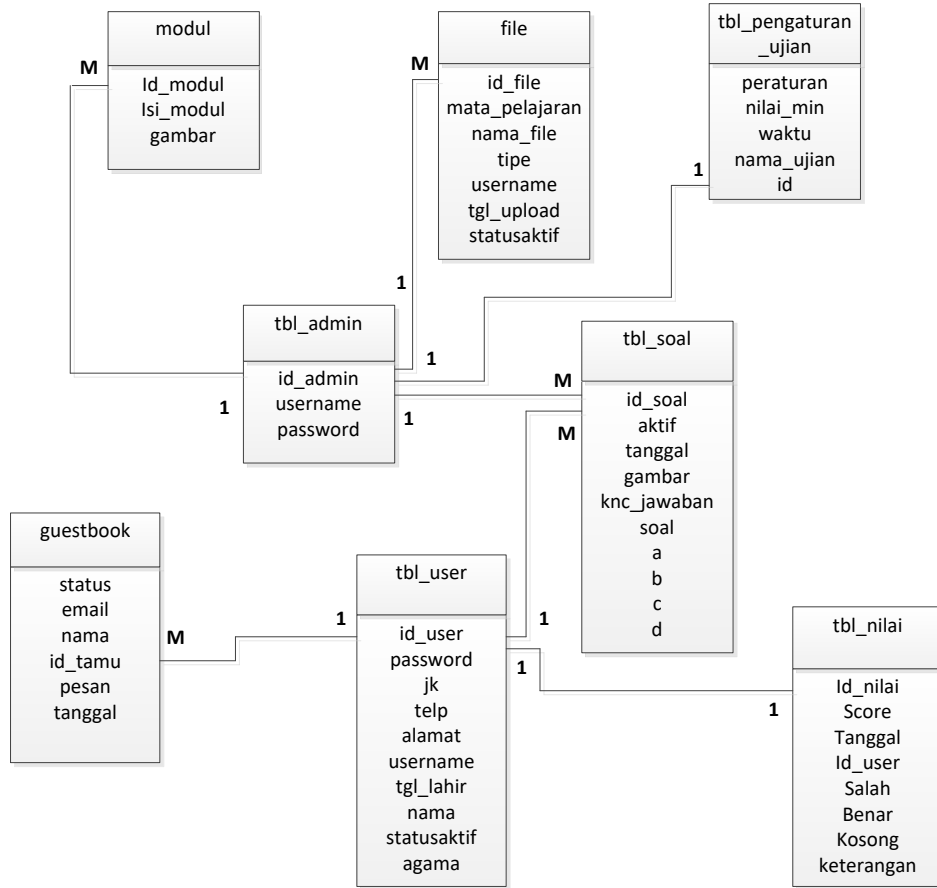 modul
M
Id_modul
Isi_modul
gambar
file
M
id_file
mata_pelajaran
nama_file
tipe
username
tgl_upload
statusaktif
tbl_pengaturan
_ujian
peraturan
nilai_min
waktu
nama_ujian
id
1
1
tbl_admin
id_admin
username
password
1
1
1
tbl_soal
M
M
id_soal
aktif
tanggal
gambar
knc_jawaban
soal
a
b
c
d
guestbook
status
email
nama
id_tamu
pesan
tanggal
M
tbl_user
1
id_user
password
jk
telp
alamat
username
tgl_lahir
nama
statusaktif
agama
1
1
tbl_nilai
1
Id_nilai
Score
Tanggal
Id_user
Salah
Benar
Kosong
keterangan